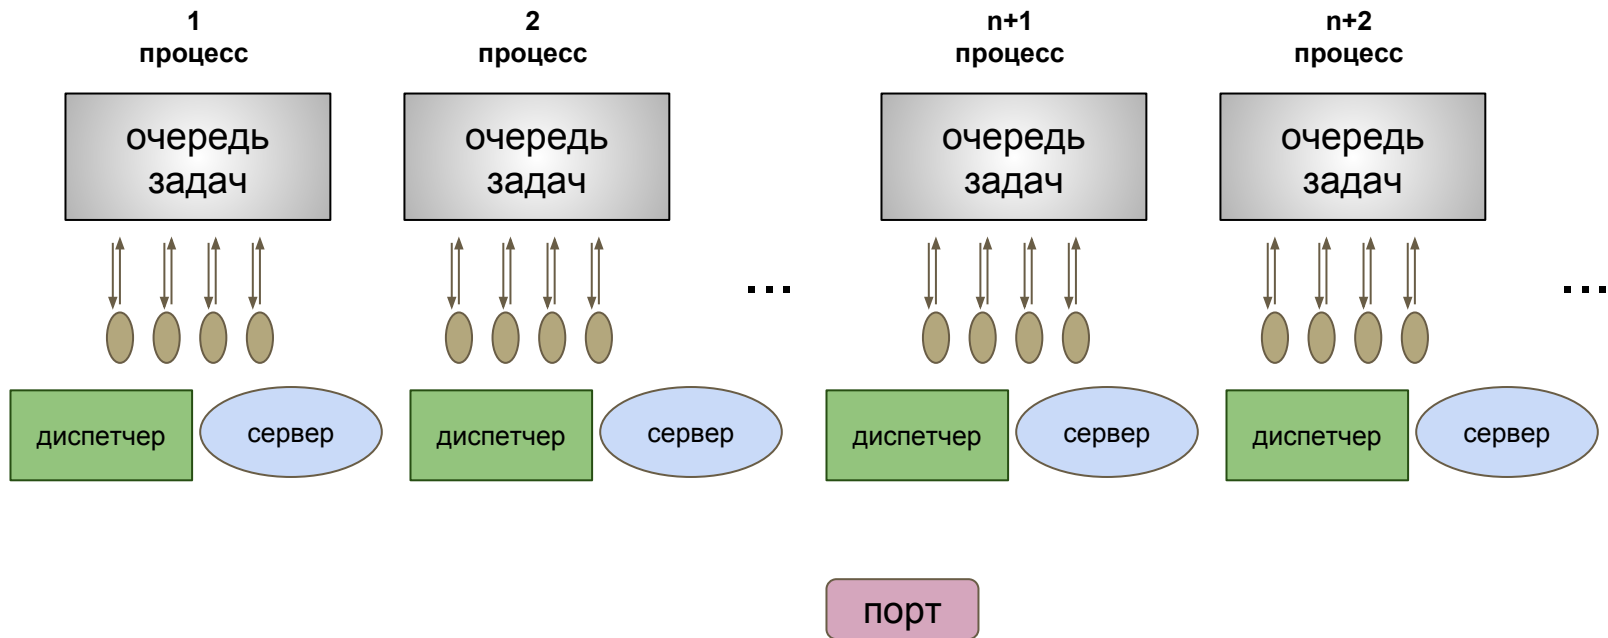 1
процесс
2
процесс
n+1
процесс
n+2
процесс
очередь
задач
очередь
задач
очередь
задач
очередь
задач
...
...
диспетчер
сервер
диспетчер
сервер
диспетчер
сервер
диспетчер
сервер
порт